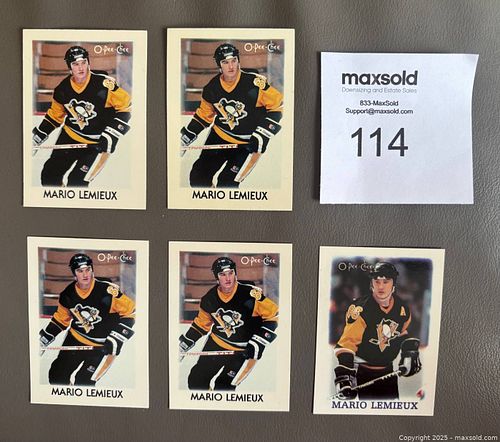 O-Pee-Chee
MARIO LEMIEUX
O-Pee-Chee
MARIO LEMIEUX
maxsold
Downsizing and Estate Sales
833-MaxSold
Support@maxsold.com
114
O-Pee-Chee
MARIO LEMIEUX
O-Pee-Chee
MARIO LEMIEUX
O-Pee-Chee
A
MARIO LEMIEUX
Copyright 2025 - maxsold.com